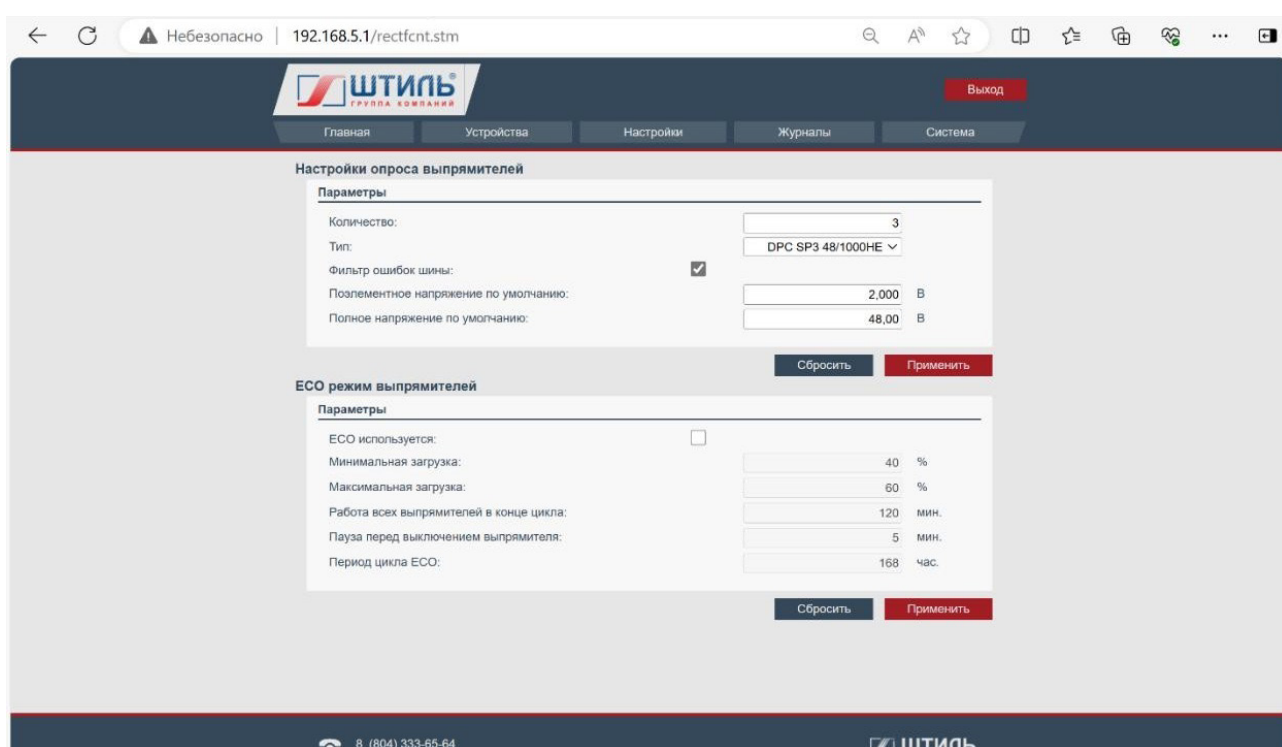 Небезопасно | 192.168.5.1/rectfcnt.stm
ШТИЛЬ®
ГРУППА КОМПАНИЙ
Выход
Главная Устройства Настройки Журналы Система
Настройки опроса выпрямителей
Параметры
Количество: 3
Тип: DPC SP3 48/1000HE
Фильтр ошибок шины:
Поэлементное напряжение по умолчанию: 2,000 В
Полное напряжение по умолчанию: 48,00 В
Сбросить Применить
ECO режим выпрямителей
Параметры
ECO используется:
Минимальная загрузка: 40 %
Максимальная загрузка: 60 %
Работа всех выпрямителей в конце цикла: 120 мин.
Пауза перед выключением выпрямителя: 5 мин.
Период цикла ECO: 168 час.
Сбросить Применить
8 (804) 333-65-64 ШТИЛЬ